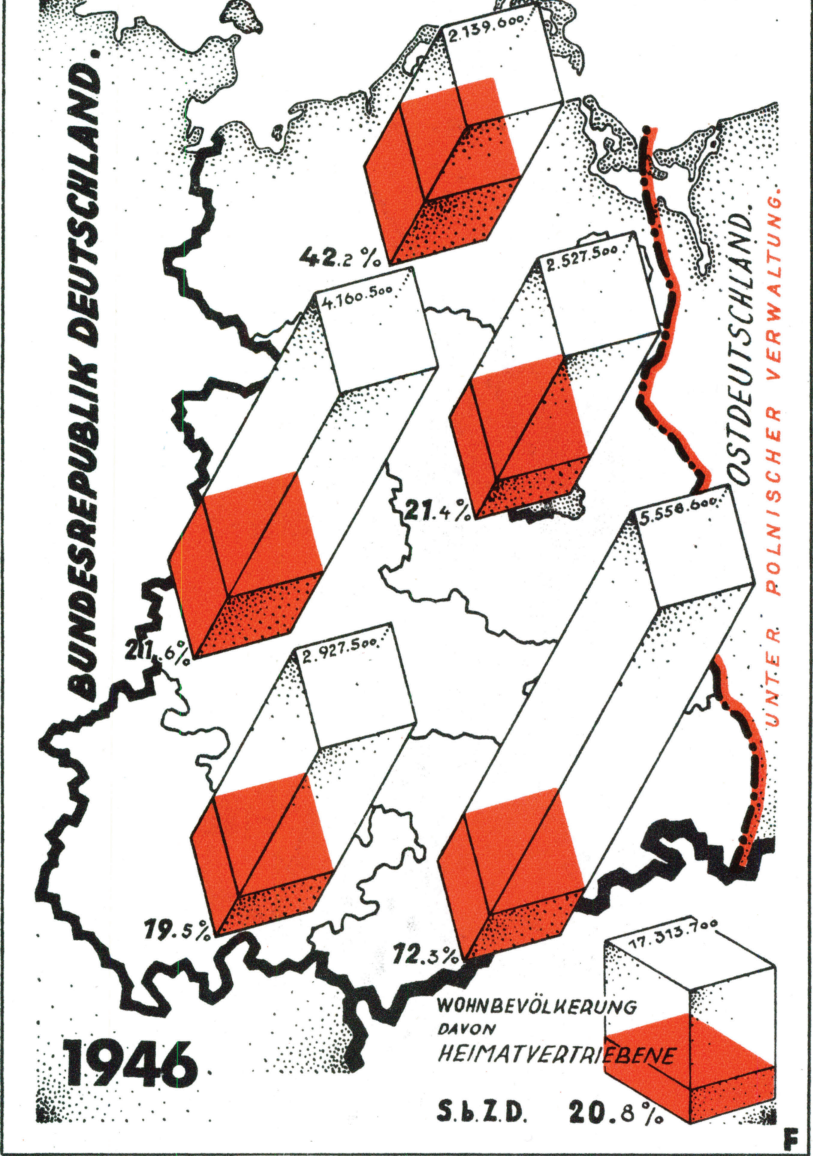 BUNDESREPUBLIK DEUTSCHLAND.
2.139.600
42.2%
4.160.500
2.527.500
OSTDEUTSCHLAND.
UNTER POLNISCHER VERWALTUNG.
21.4%
5.556.600
21.6%
2.927.500
19.5%
12.3%
17.313.700
WOHNBEVÖLKERUNG
DAVON
HEIMATVERTRIEBENE
1946
S.b.Z.D. 20.8%
F